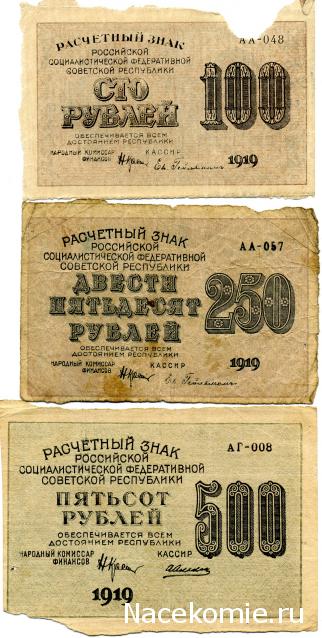 РАСЧЕТНЫЙ ЗНАК
РОССИЙСКОЙ
СОЦИАЛИСТИЧЕСКОЙ ФЕДЕРАТИВНОЙ
СОВЕТСКОЙ РЕСПУБЛИКИ
АА-048
СТО
РУБЛЕЙ
100
ОБЕСПЕЧИВАЕТСЯ ВСЕМ
ДОСТОЯНИЕМ РЕСПУБЛИКИ
НАРОДНЫЙ КОМИССАР
ФИНАНСОВ
КАССИР
1919
РАСЧЕТНЫЙ ЗНАК
РОССИЙСКОЙ
СОЦИАЛИСТИЧЕСКОЙ ФЕДЕРАТИВНОЙ
СОВЕТСКОЙ РЕСПУБЛИКИ
АА-057
ДВЕСТИ
ПЯТЬДЕСЯТ
РУБЛЕЙ
250
ОБЕСПЕЧИВАЕТСЯ ВСЕМ
ДОСТОЯНИЕМ РЕСПУБЛИКИ
НАРОДНЫЙ КОМИССАР
ФИНАНСОВ
КАССИР
1919
РАСЧЕТНЫЙ ЗНАК
РОССИЙСКОЙ
СОЦИАЛИСТИЧЕСКОЙ ФЕДЕРАТИВНОЙ
СОВЕТСКОЙ РЕСПУБЛИКИ
АГ-008
ПЯТЬСОТ
РУБЛЕЙ
500
ОБЕСПЕЧИВАЕТСЯ ВСЕМ
ДОСТОЯНИЕМ РЕСПУБЛИКИ
НАРОДНЫЙ КОМИССАР
ФИНАНСОВ
КАССИР
1919
Nacekomie.ru